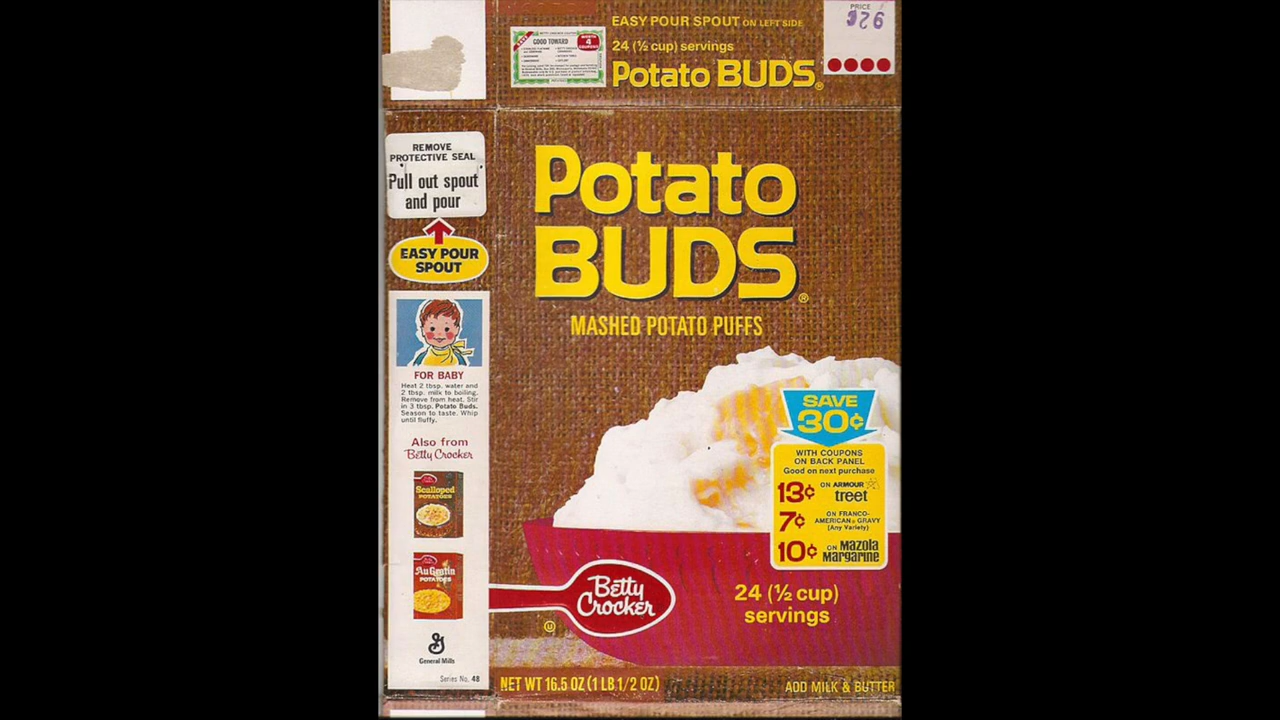 EASY POUR SPOUT ON LEFT SIDE
24 (½ cup) servings
Potato BUDS®
PRICE
GOOD TOWARD
REMOVE
PROTECTIVE SEAL
Pull out spout
and pour
EASY POUR
SPOUT
FOR BABY
Heat 2 tbsp. water and
2 tbsp. milk to boiling.
Remove from heat. Stir
in 3 tbsp. Potato Buds.
Season to taste. Whip
until fluffy.
Also from
Betty Crocker
Scalloped
POTATOES
Au Gratin
POTATOES
General Mills
Series No. 48
Potato
BUDS®
MASHED POTATO PUFFS
SAVE
30¢
WITH COUPONS
ON BACK PANEL
Good on next purchase
13¢ ON ARMOUR treet
7¢ ON FRANCO-
AMERICAN® GRAVY
(Any Variety)
10¢ ON Mazola
Margarine
Betty
Crocker
24 (½ cup)
servings
U
NET WT 16.5 OZ (1 LB 1/2 OZ)
ADD MILK & BUTTER